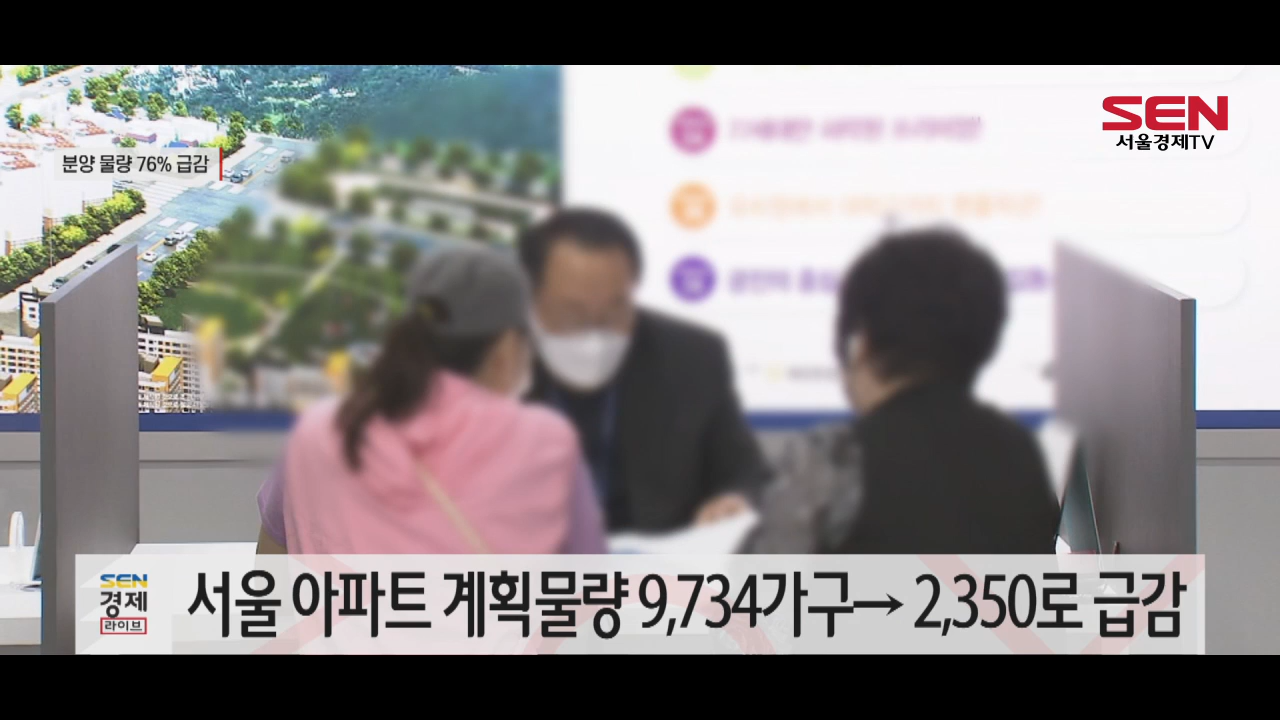 SEN
서울경제TV
분양 물량 76% 급감
SEN
경제
라이브
서울 아파트 계획물량 9,734가구→ 2,350로 급감